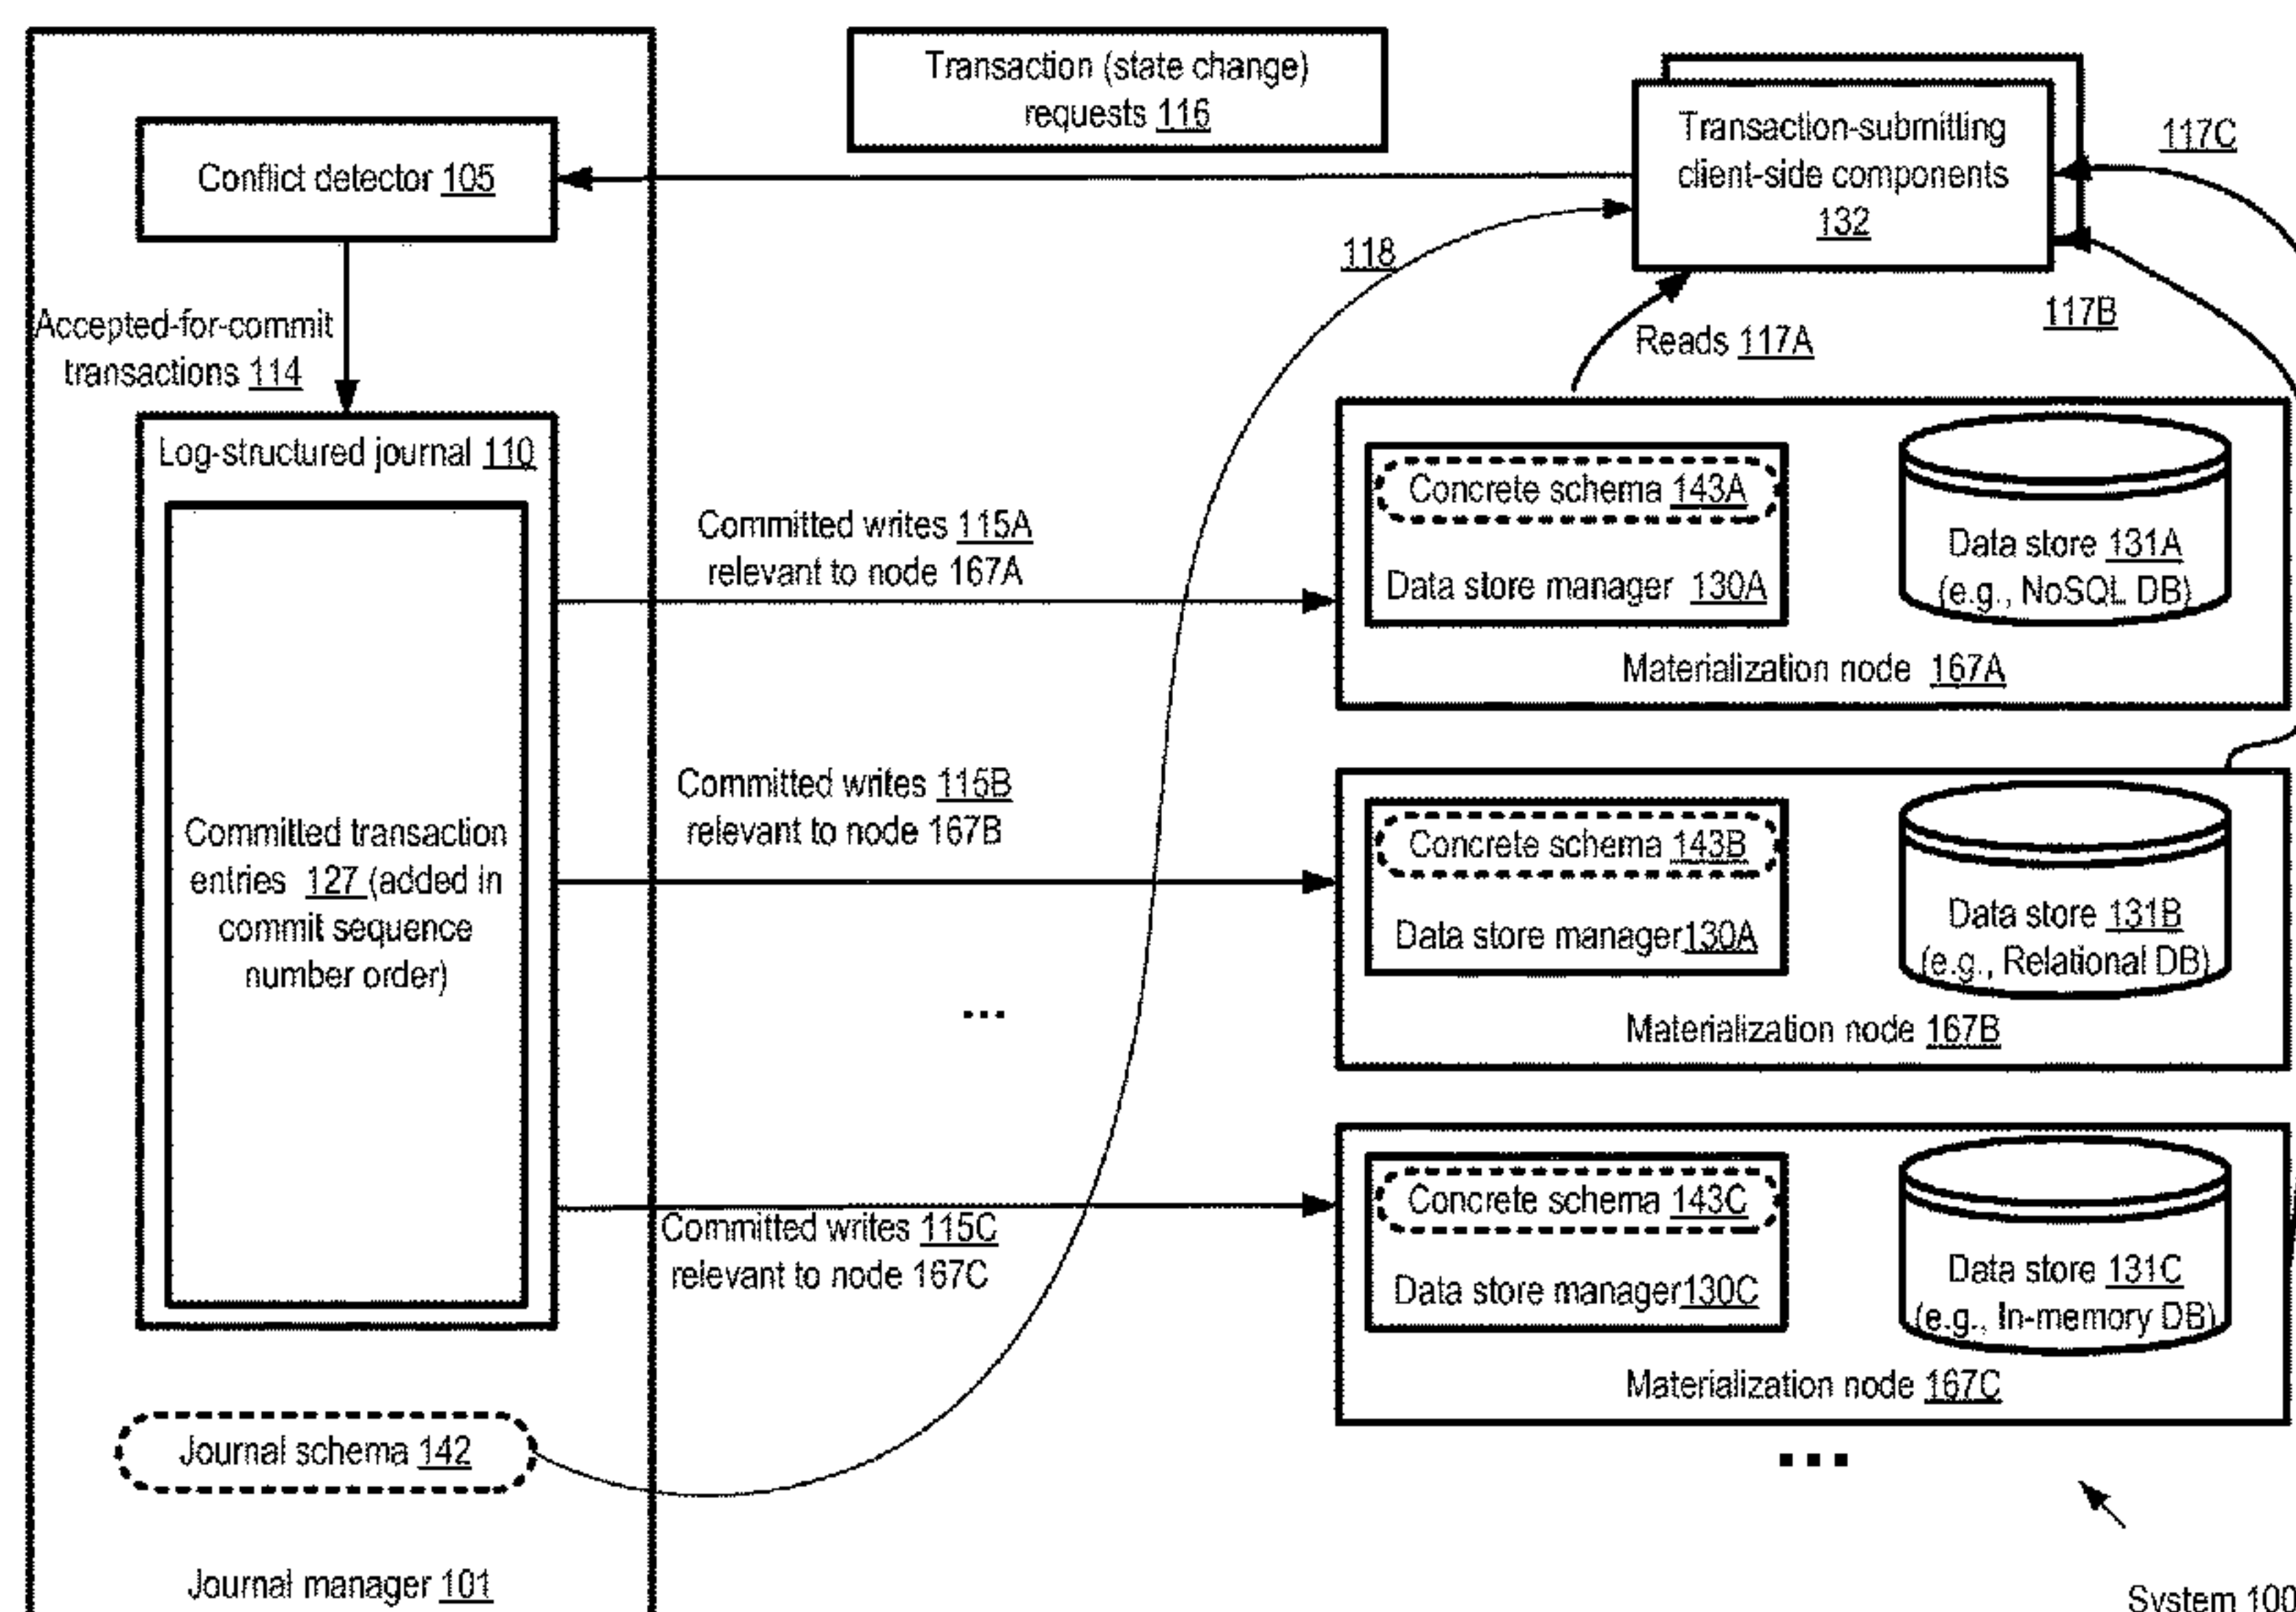 Transaction (state change)
requests 116
Conflict detector 105
Transaction-submitting
client-side components
132
117C
118
117B
Accepted-for-commit
transactions 114
Reads 117A
Log-structured journal 110
Committed transaction
entries 127 (added in
commit sequence
number order)
Committed writes 115A
relevant to node 167A
Concrete schema 143A
Data store manager 130A
Data store 131A
(e.g., NoSQL DB)
Materialization node 167A
Committed writes 115B
relevant to node 167B
Concrete schema 143B
Data store manager130A
Data store 131B
(e.g., Relational DB)
Materialization node 167B
...
Committed writes 115C
relevant to node 167C
Concrete schema 143C
Data store manager130C
Data store 131C
(e.g., In-memory DB)
Materialization node 167C
...
Journal schema 142
Journal manager 101
System 100